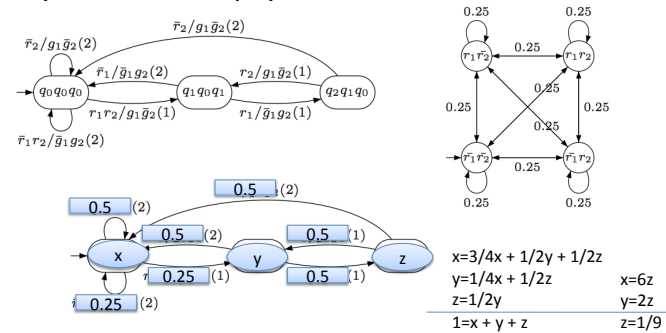 r̄₂/g₁ḡ₂(2)
r̄₂/g₁ḡ₂(2)
r̄₁/ḡ₁g₂(2)
r₂/g₁ḡ₂(1)
q₀q₀q₀
q₁q₀q₁
q₂q₁q₀
r₁r₂/g₁ḡ₂(1)
r₁/ḡ₁ḡ₂(1)
r̄₁r₂/ḡ₁g₂(2)
0.25
0.25
r₁r̄₂
0.25
r₁r₂
0.25
0.25
0.25
0.25
r̄₁r̄₂
0.25
r̄₁r₂
0.25
0.25
0.5
(2)
0.5
(2)
0.5
(2)
0.5
(1)
x
y
z
0.25
(1)
0.5
(1)
0.25
(2)
x=3/4x + 1/2y + 1/2z
y=1/4x + 1/2z
x=6z
z=1/2y
y=2z
1=x + y + z
z=1/9